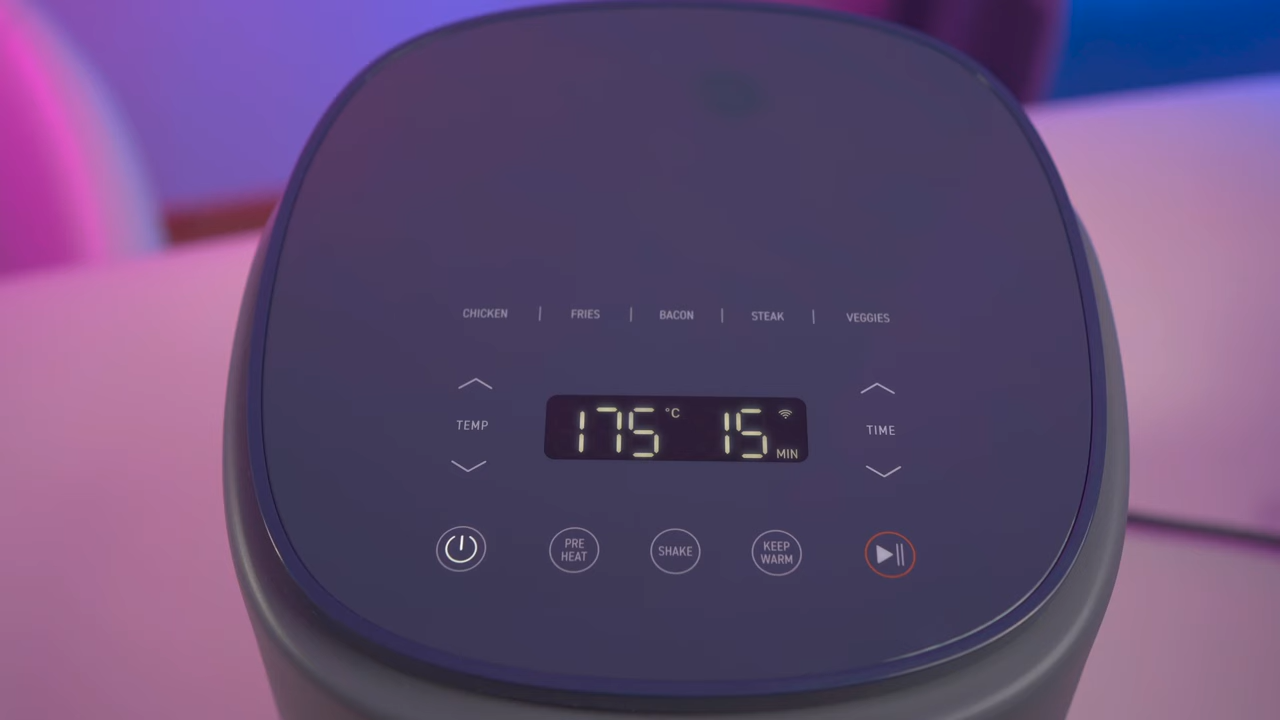 CHICKEN | FRIES | BACON | STEAK | VEGGIES
TEMP
175 °C 15 MIN
TIME
PRE HEAT
SHAKE
KEEP WARM